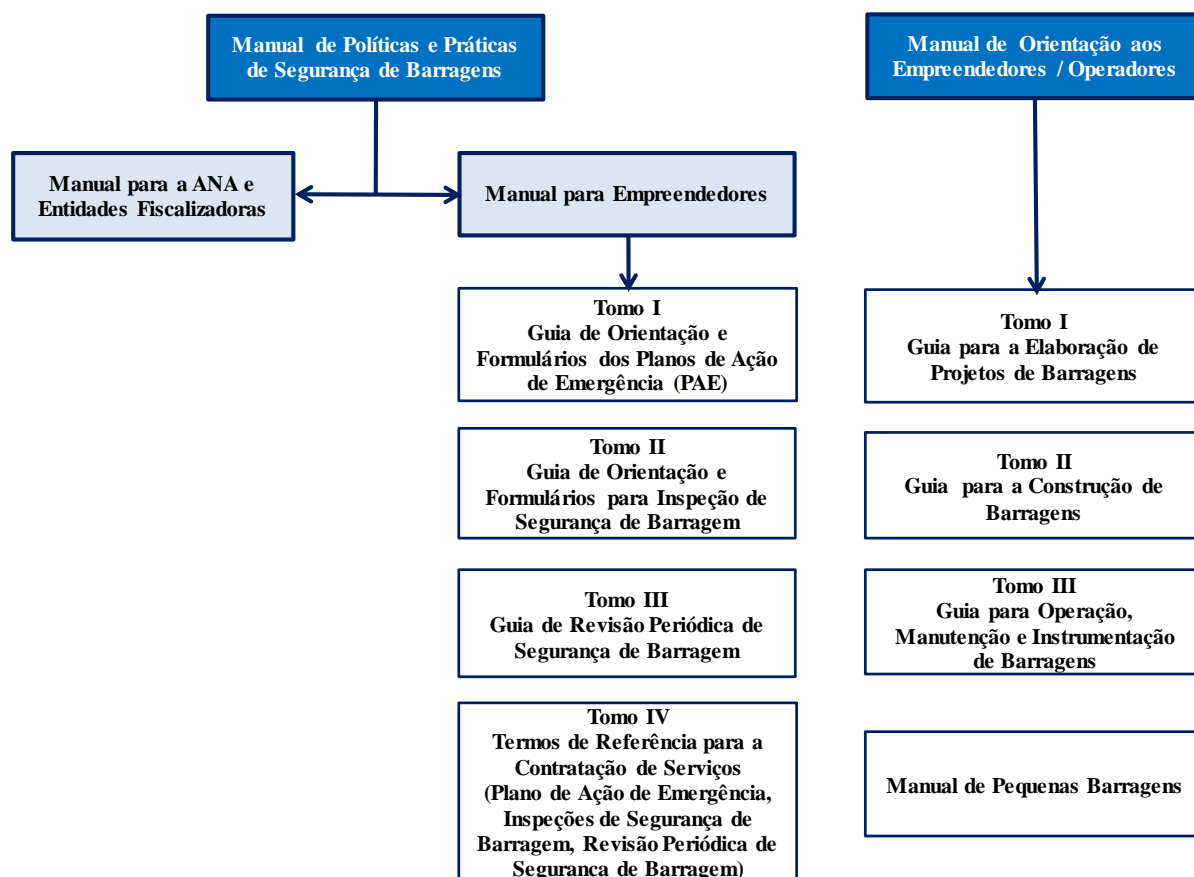 Manual de Políticas e Práticas
de Segurança de Barragens
Manual de Orientação aos
Empreendedores / Operadores
Manual para a ANA e
Entidades Fiscalizadoras
Manual para Empreendedores
Tomo I
Guia de Orientação e
Formulários dos Planos de Ação
de Emergência (PAE)
Tomo I
Guia para a Elaboração de
Projetos de Barragens
Tomo II
Guia de Orientação e
Formulários para Inspeção de
Segurança de Barragem
Tomo II
Guia para a Construção de
Barragens
Tomo III
Guia de Revisão Periódica de
Segurança de Barragem
Tomo III
Guia para Operação,
Manutenção e Instrumentação
de Barragens
Tomo IV
Termos de Referência para a
Contratação de Serviços
(Plano de Ação de Emergência,
Inspeções de Segurança de
Barragem, Revisão Periódica de
Segurança de Barragem)
Manual de Pequenas Barragens